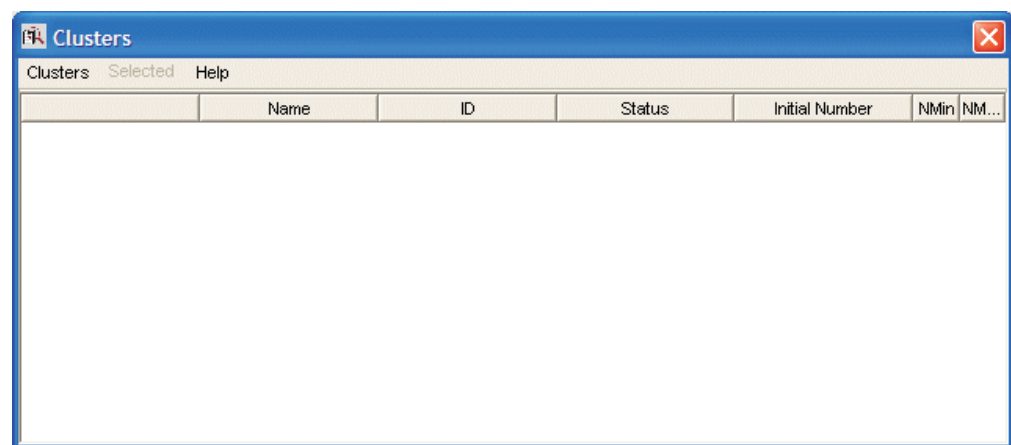 Clusters
Clusters Selected Help
Name ID Status Initial Number NMin NM...